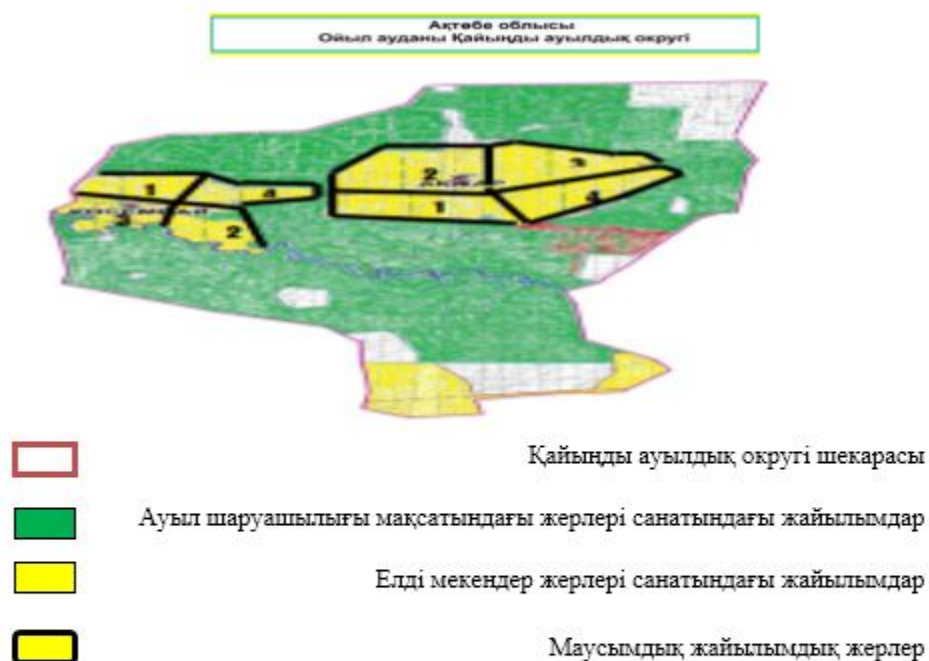 Ақтөбе облысы
Ойыл ауданы Қайыңды ауылдық округі
2
3
АҚЖАР
1
4
1
4
3
2
Қайыңды ауылдық округі шекарасы
Ауыл шаруашылығы мақсатындағы жерлері санатындағы жайылымдар
Елді мекендер жерлері санатындағы жайылымдар
Маусымдық жайылымдық жерлер